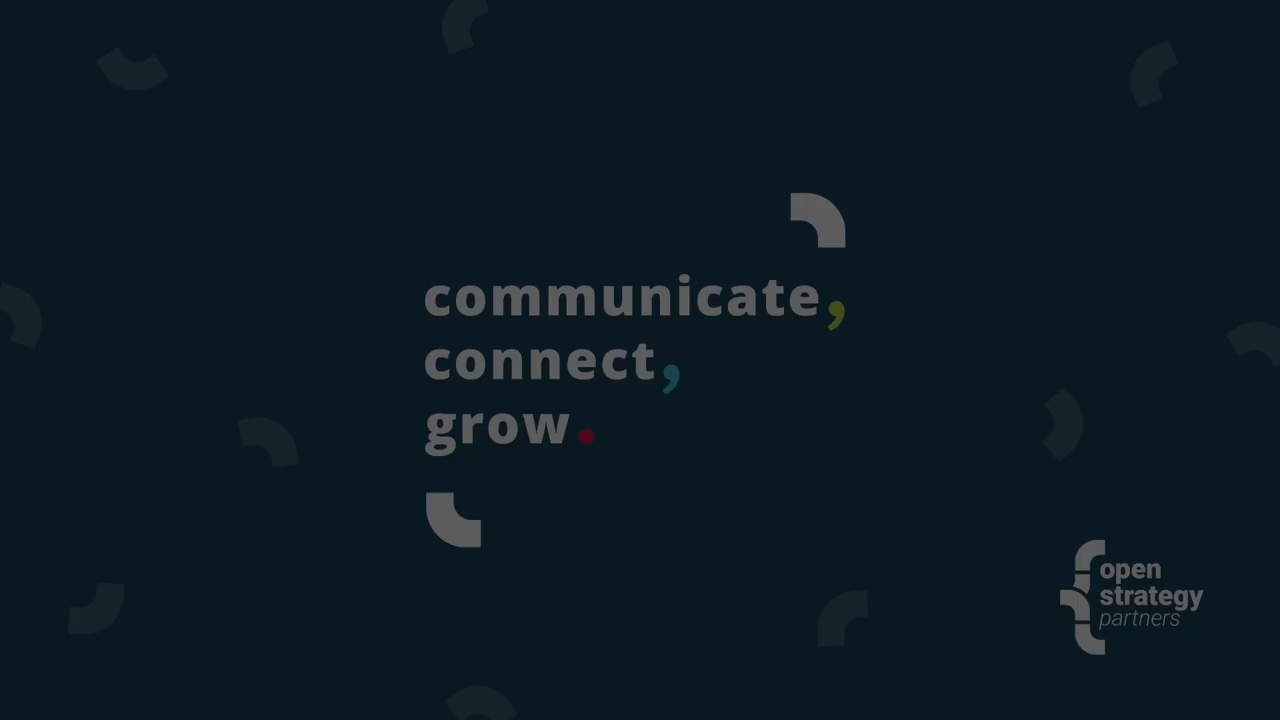 communicate,
connect,
grow.
open
strategy
partners